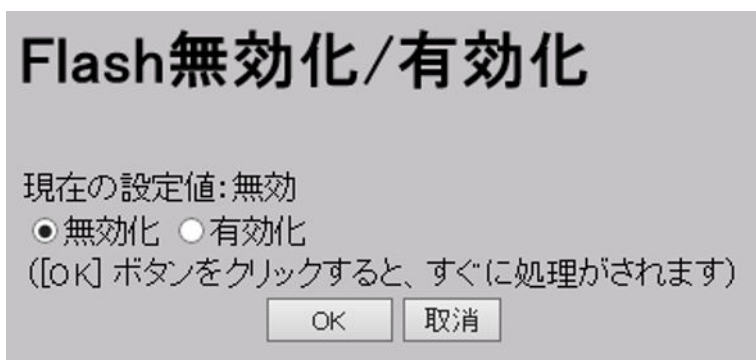 Flash無効化/有効化
現在の設定値:無効
無効化 有効化
([OK] ボタンをクリックすると、すぐに処理がされます)
OK 取消